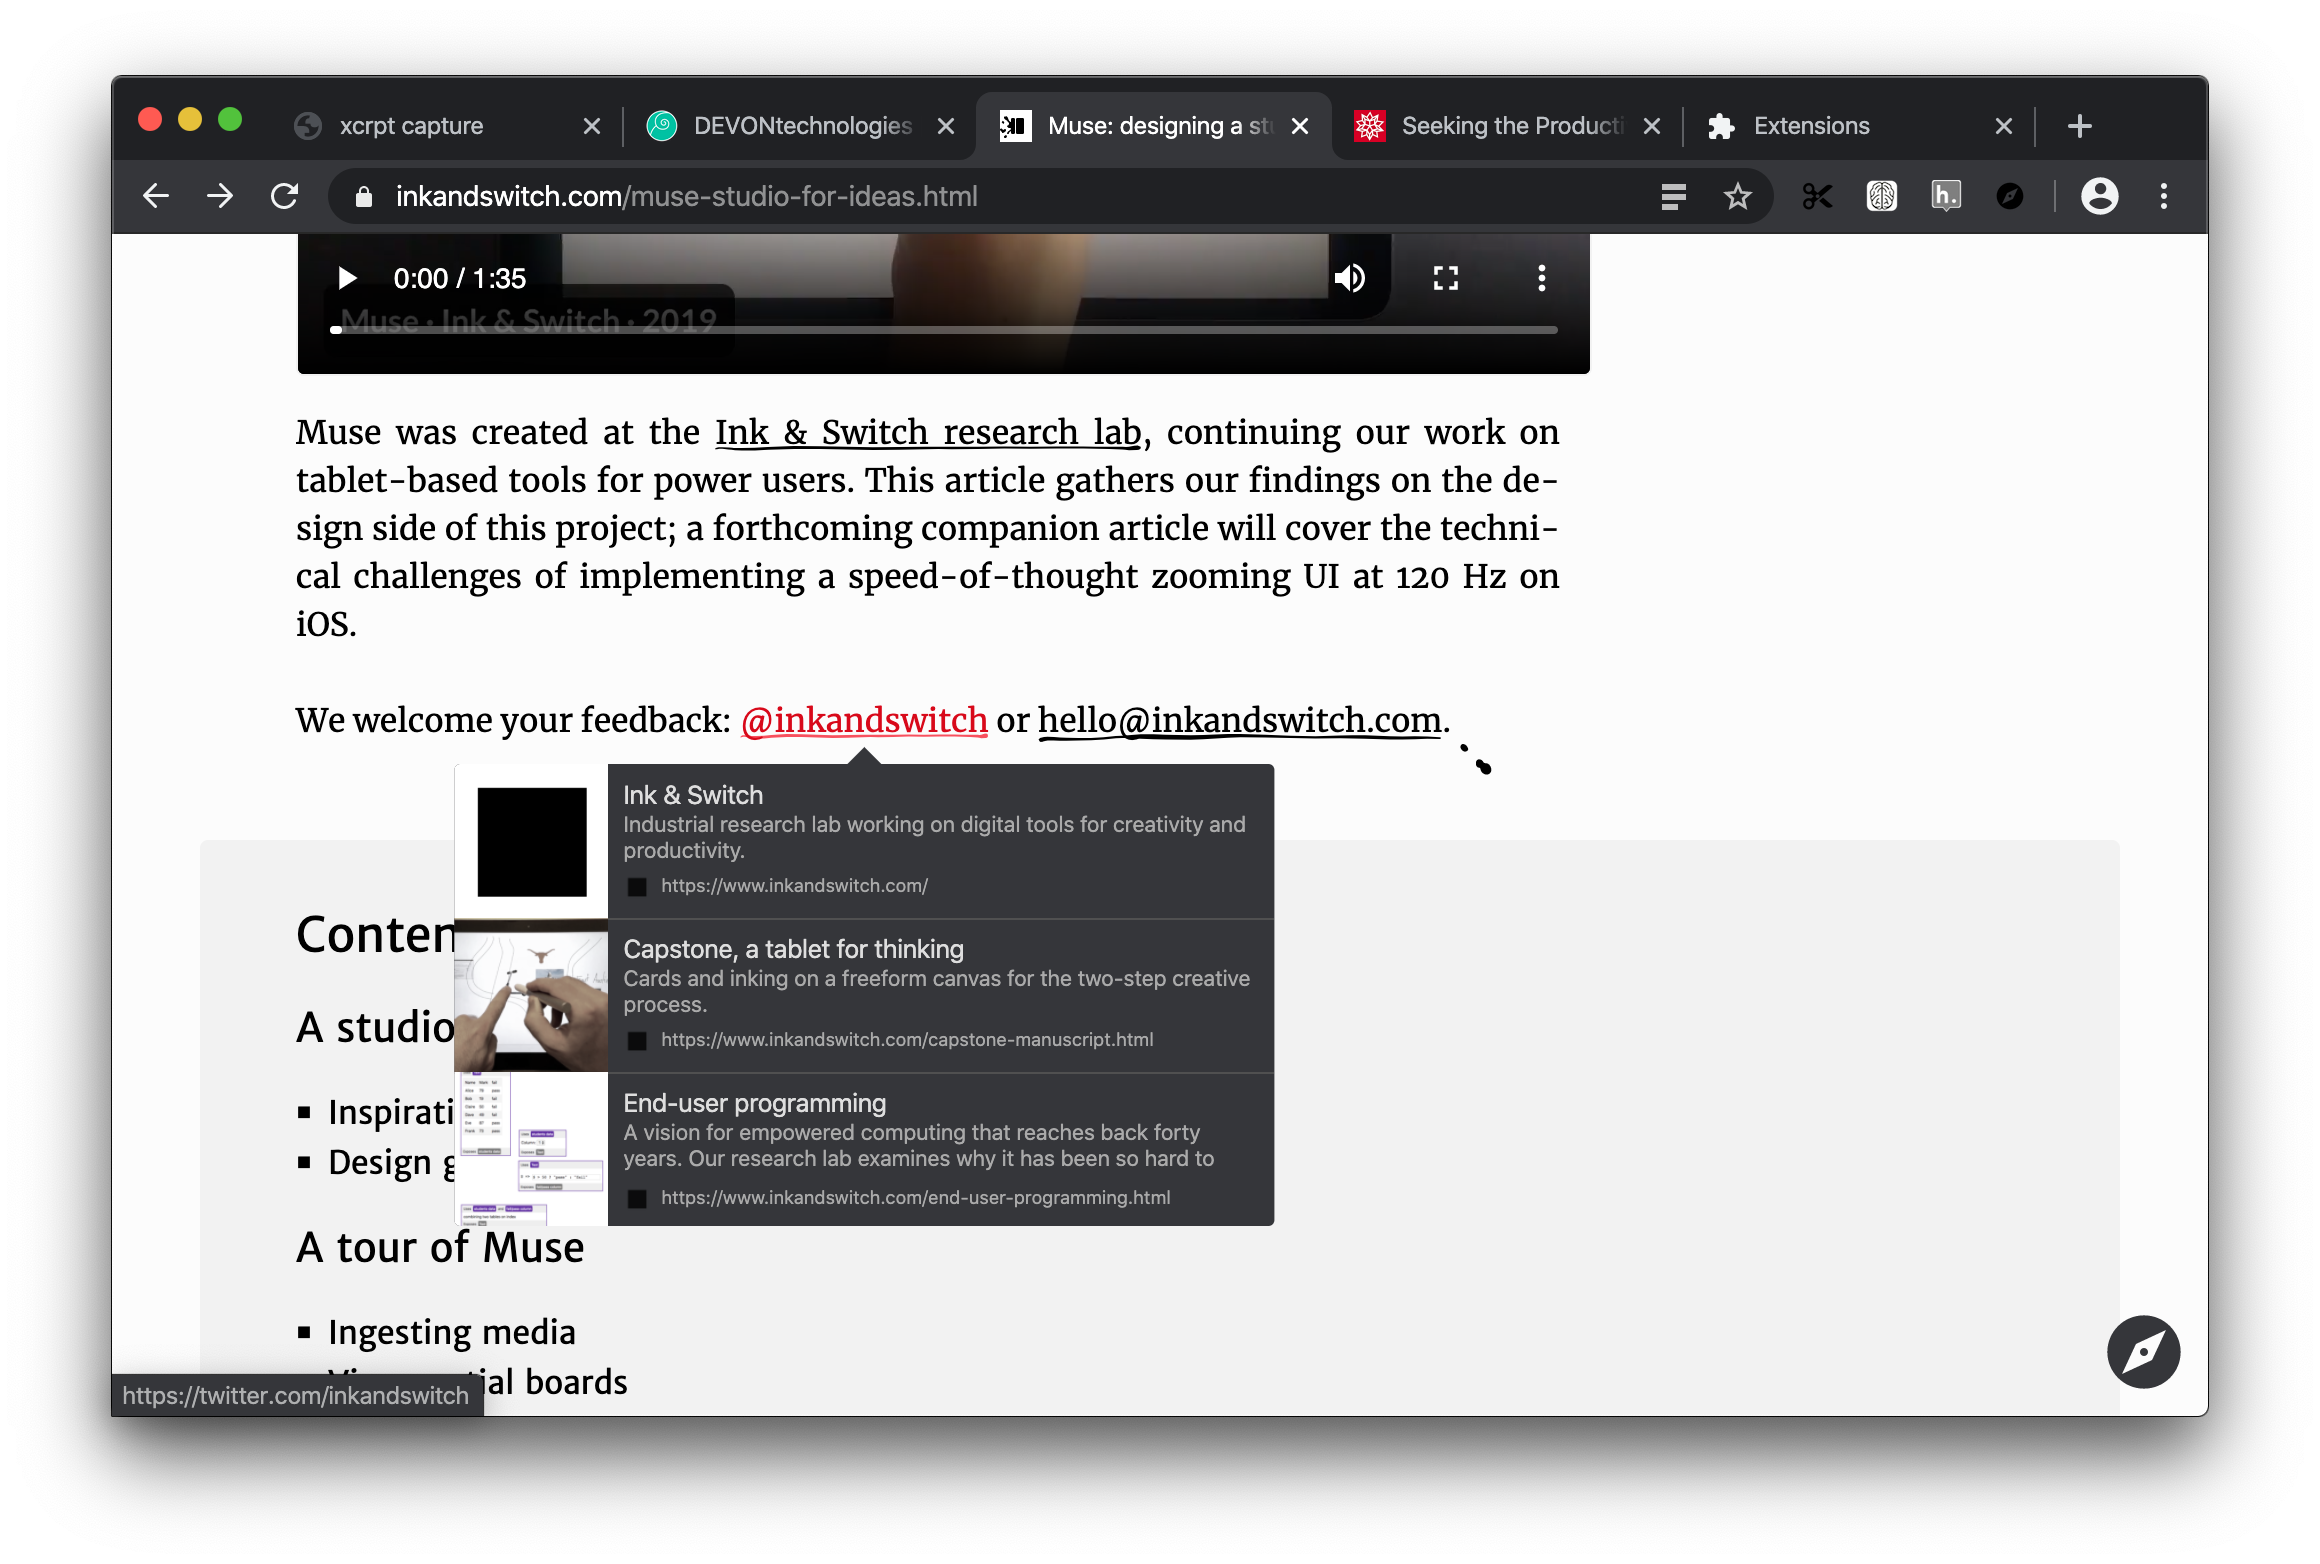 xcrpt capture
DEVONtechnologies
Muse: designing a stu
Seeking the Producti
Extensions
inkandswitch.com/muse-studio-for-ideas.html
h.
0:00 / 1:35
Muse · Ink & Switch · 2019
Muse was created at the Ink & Switch research lab, continuing our work on
tablet-based tools for power users. This article gathers our findings on the de-
sign side of this project; a forthcoming companion article will cover the techni-
cal challenges of implementing a speed-of-thought zooming UI at 120 Hz on
iOS.
We welcome your feedback: @inkandswitch or hello@inkandswitch.com.
Ink & Switch
Industrial research lab working on digital tools for creativity and
productivity.
https://www.inkandswitch.com/
Capstone, a tablet for thinking
Cards and inking on a freeform canvas for the two-step creative
process.
https://www.inkandswitch.com/capstone-manuscript.html
End-user programming
A vision for empowered computing that reaches back forty
years. Our research lab examines why it has been so hard to
https://www.inkandswitch.com/end-user-programming.html
Conten
A studio
Inspirati
Design g
A tour of Muse
Ingesting media
ial boards
https://twitter.com/inkandswitch